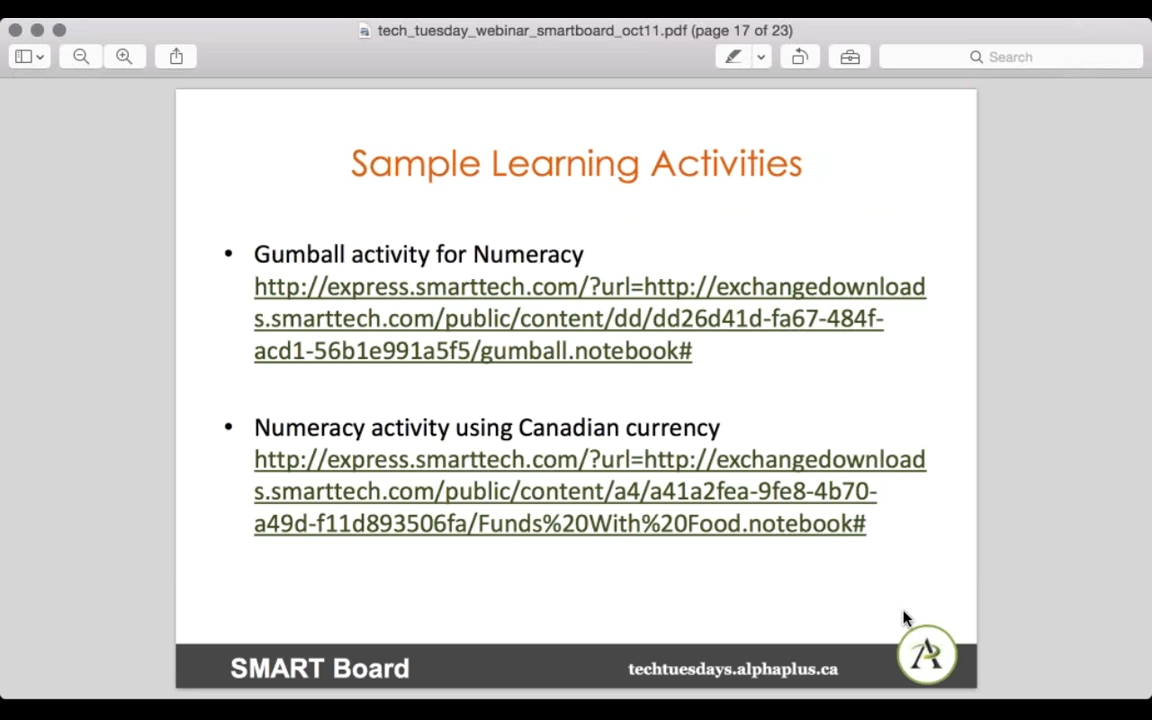 tech_tuesday_webinar_smartboard_oct11.pdf (page 17 of 23)
Search
Sample Learning Activities
• Gumball activity for Numeracy
http://express.smarttech.com/?url=http://exchangedownload
s.smarttech.com/public/content/dd/dd26d41d-fa67-484f-
acd1-56b1e991a5f5/gumball.notebook#
• Numeracy activity using Canadian currency
http://express.smarttech.com/?url=http://exchangedownload
s.smarttech.com/public/content/a4/a41a2fea-9fe8-4b70-
a49d-f11d893506fa/Funds%20With%20Food.notebook#
SMART Board
techtuesdays.alphaplus.ca